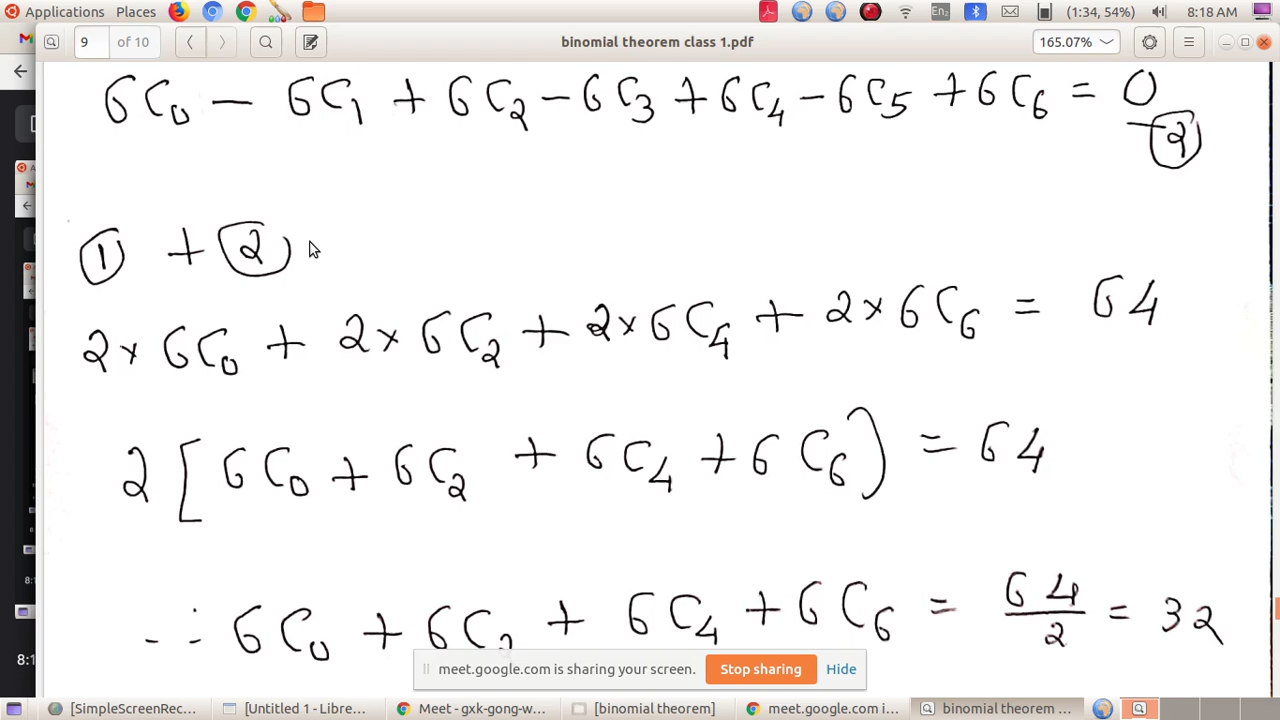 Applications Places En₂ (1:34, 54%) 8:18 AM
9 of 10 binomial theorem class 1.pdf 165.07%
6C₀ – 6C₁ + 6C₂ – 6C₃ + 6C₄ – 6C₅ + 6C₆ = 0
— ②
① + ②
2×6C₀ + 2×6C₂ + 2×6C₄ + 2×6C₆ = 64
2[6C₀ + 6C₂ + 6C₄ + 6C₆) = 64
∴ 6C₀ + 6C₂ + 6C₄ + 6C₆ = 64/2 = 32
meet.google.com is sharing your screen. Stop sharing Hide
[SimpleScreenRec... [Untitled 1 - Libre... Meet - gxk-gong-w... [binomial theorem] meet.google.com i... binomial theorem ...